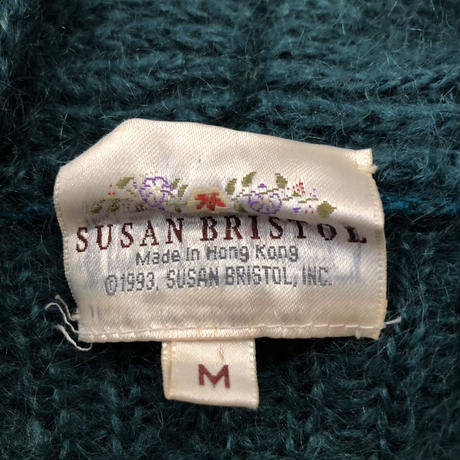 SUSAN BRISTOL
Made in Hong Kong
©1993, SUSAN BRISTOL, INC.
M